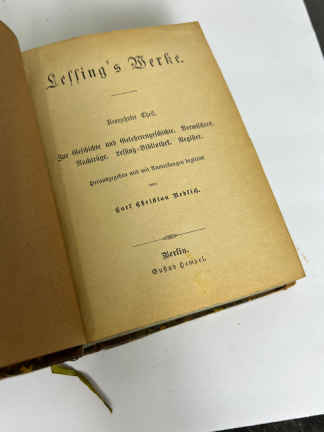 Lessing's Werke.
Neunzehnter Theil.
Zur Geschichte und Gelehrtengeschichte. Vermischtes.
Nachträge. Lessing-Bibliothek. Register.
Herausgegeben und mit Anmerkungen begleitet
von
Carl Christian Redlich.
Berlin.
Gustav Hempel.